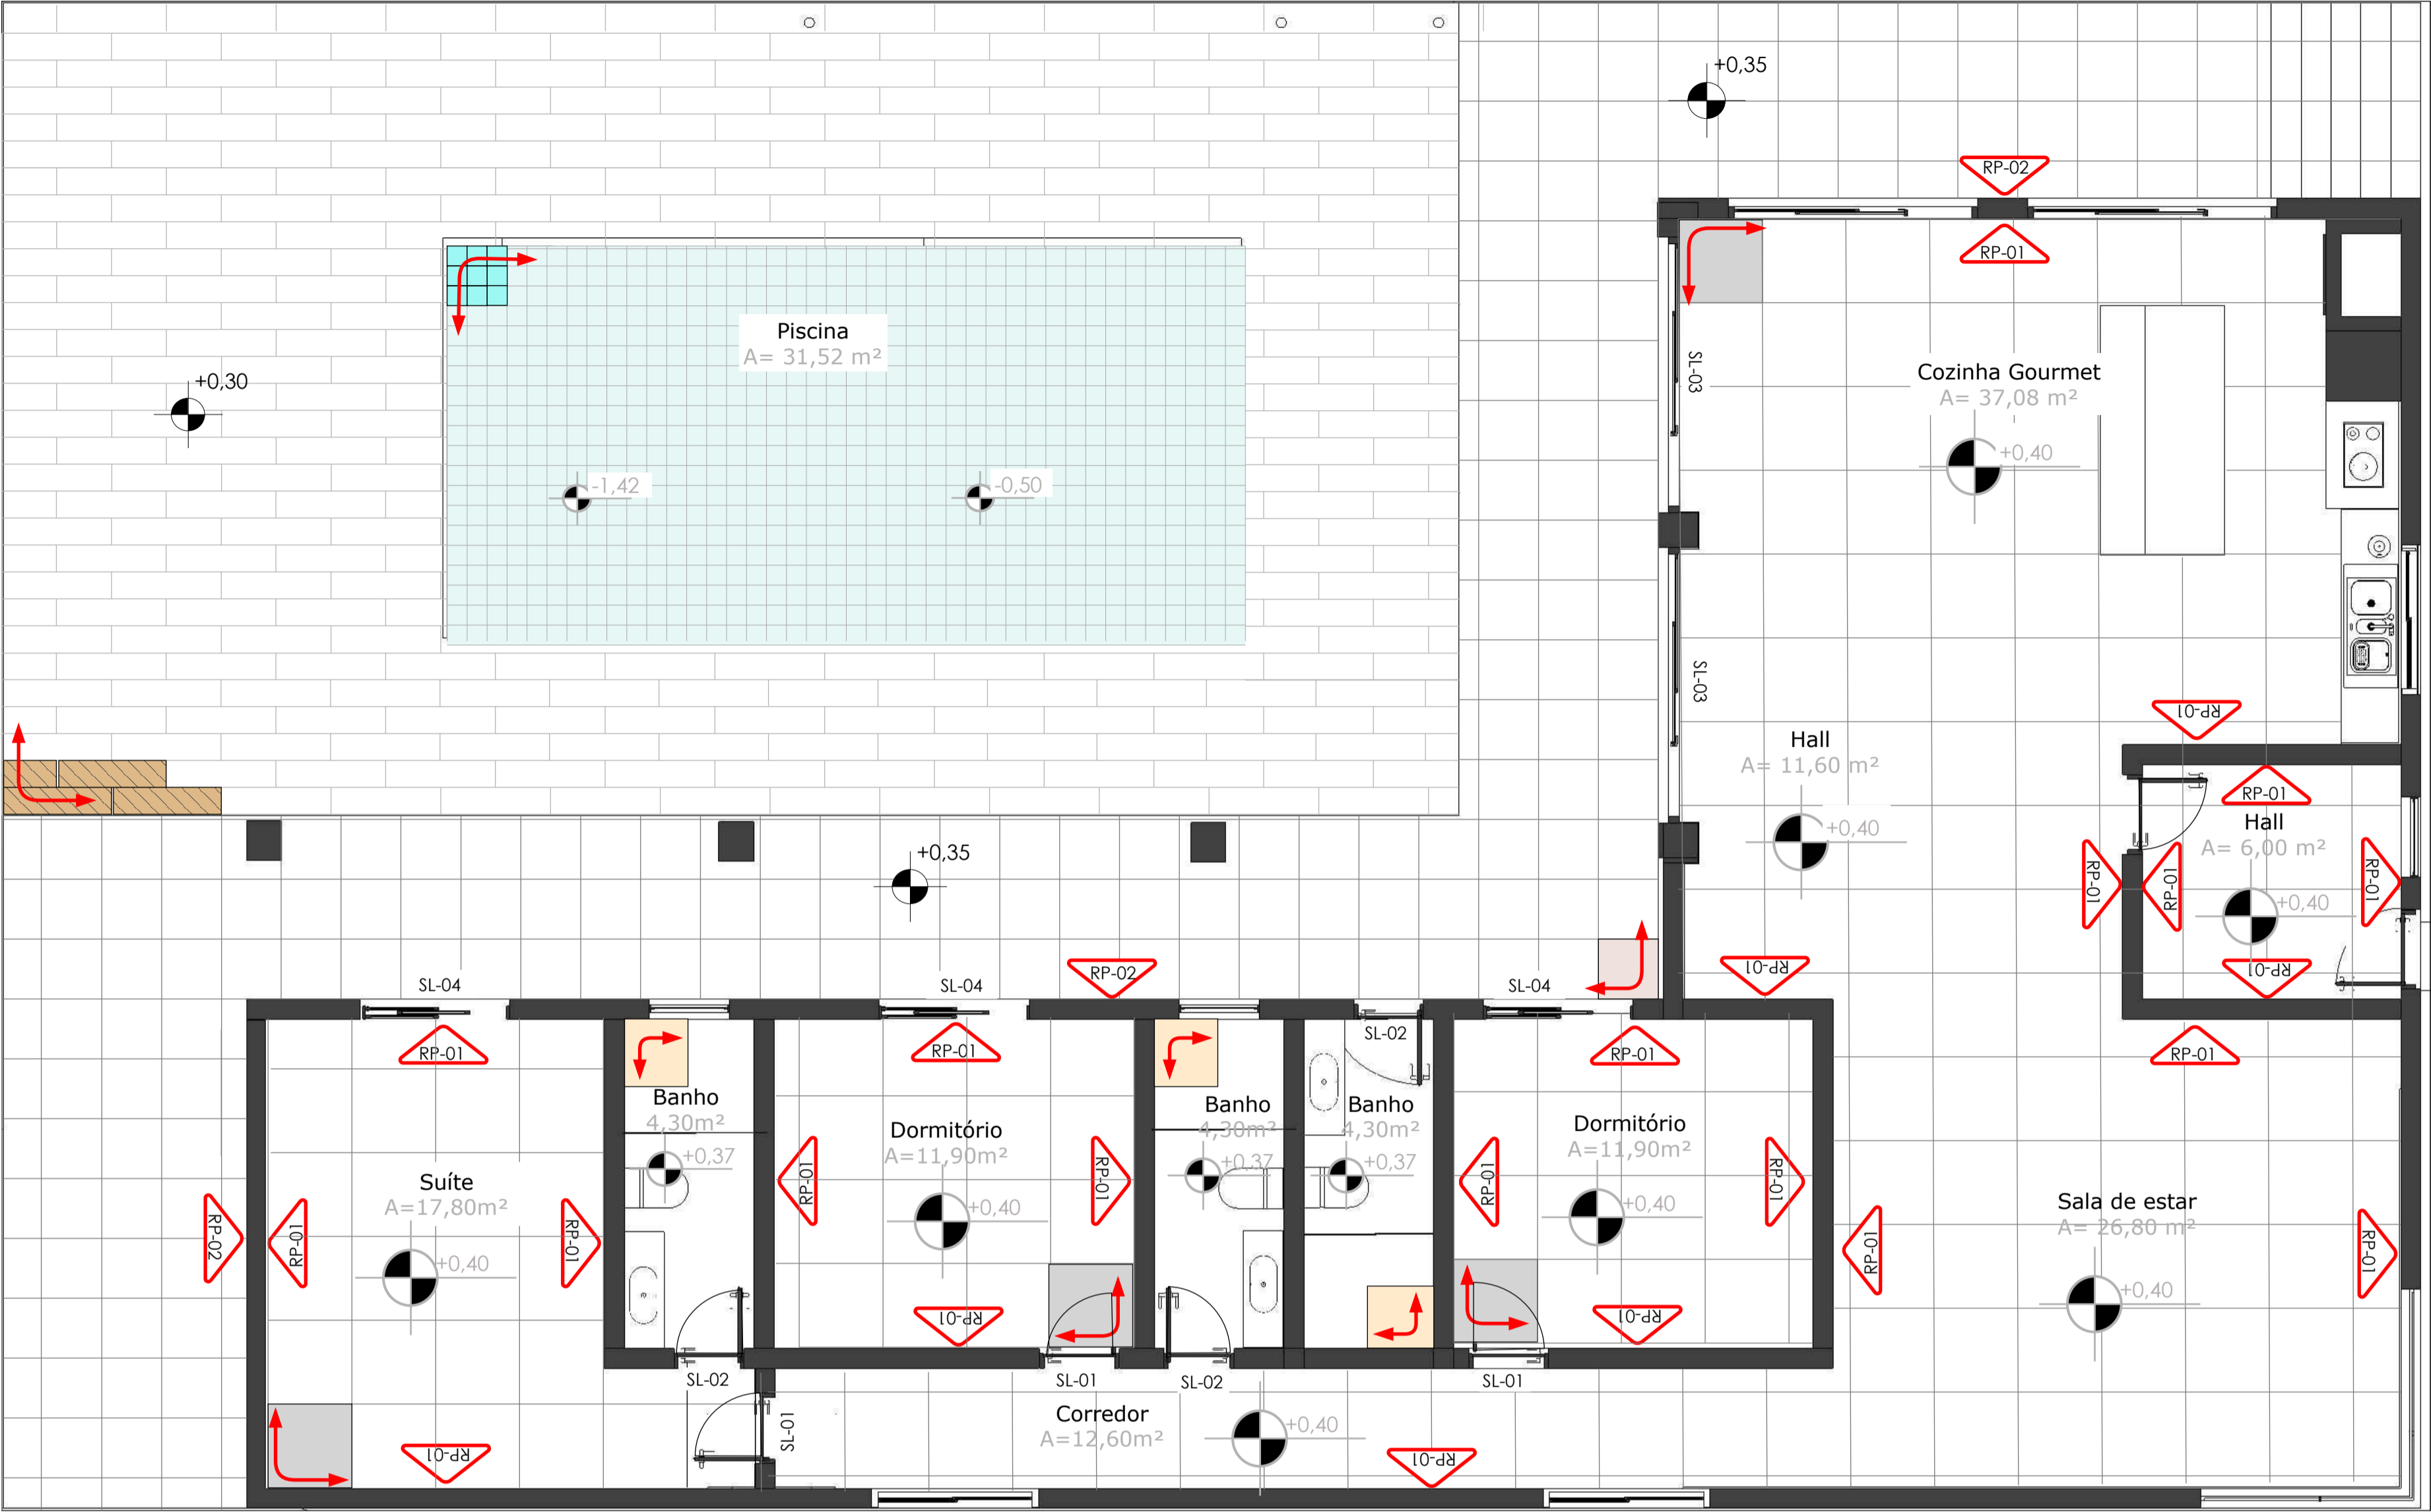 +0,35
RP-02
RP-01
Piscina
A= 31,52 m²
+0,30
SL-03
Cozinha Gourmet
A= 37,08 m²
+0,40
-1,42
-0,50
SL-03
RP-01
Hall
A= 11,60 m²
+0,40
RP-01
Hall
A= 6,00 m²
RP-01
RP-01
RP-01
+0,40
+0,35
RP-01
RP-01
RP-02
SL-04
SL-04
SL-04
SL-02
RP-01
RP-01
RP-01
RP-01
Banho
4,30m²
+0,37
Banho
4,30m²
+0,37
Banho
4,30m²
+0,37
Dormitório
A=11,90m²
+0,40
RP-01
RP-01
Dormitório
A=11,90m²
+0,40
RP-01
RP-01
Suíte
A=17,80m²
+0,40
RP-02
RP-01
RP-01
Sala de estar
A= 26,80 m²
+0,40
RP-01
RP-01
RP-01
RP-01
SL-02
SL-01
SL-02
SL-01
SL-01
Corredor
A=12,60m²
+0,40
RP-01
RP-01